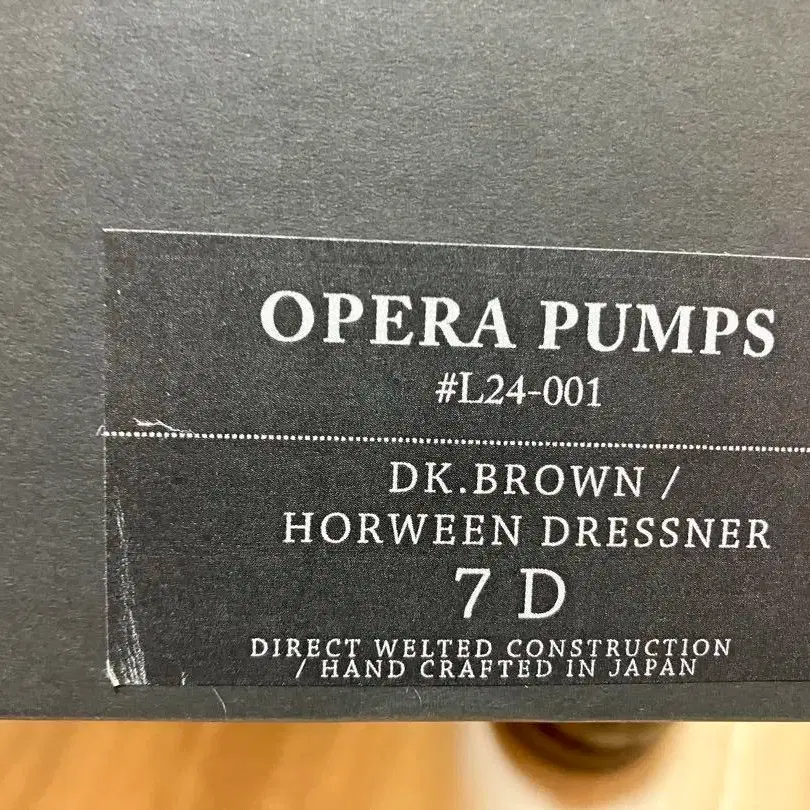 OPERA PUMPS
#L24-001
DK.BROWN /
HORWEEN DRESSNER
7 D
DIRECT WELTED CONSTRUCTION
/ HAND CRAFTED IN JAPAN